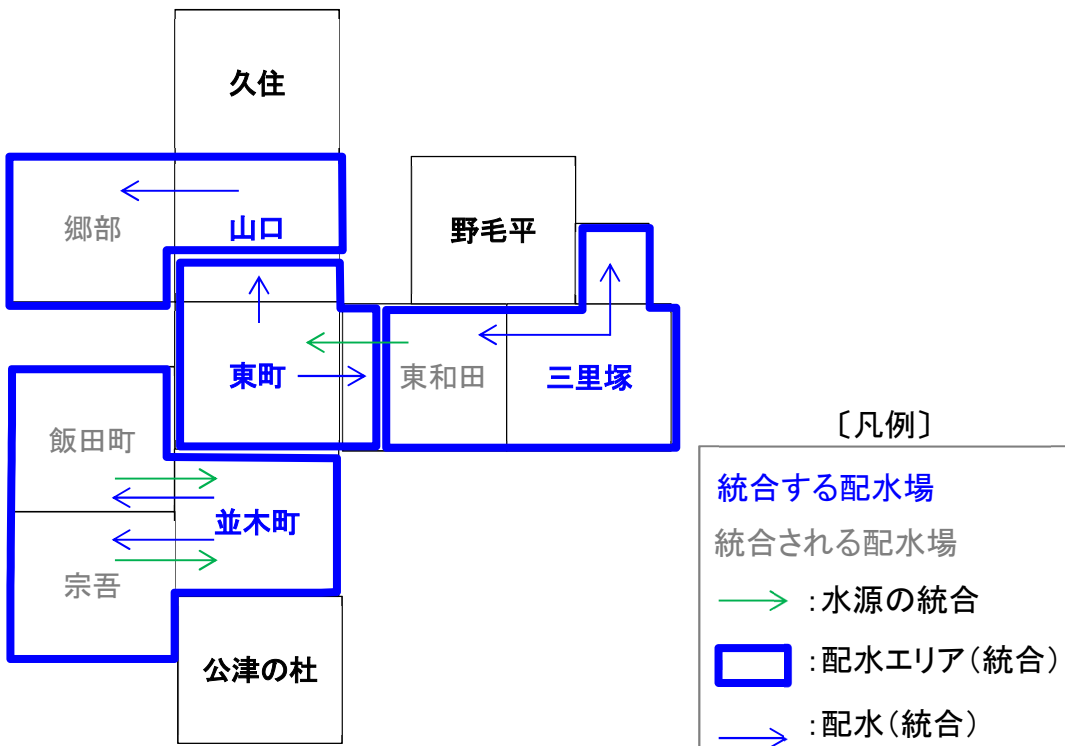 久住
郷部
山口
野毛平
東町
東和田
三里塚
飯田町
並木町
宗吾
公津の杜
〔凡例〕
統合する配水場
統合される配水場
：水源の統合
：配水エリア（統合）
：配水（統合）